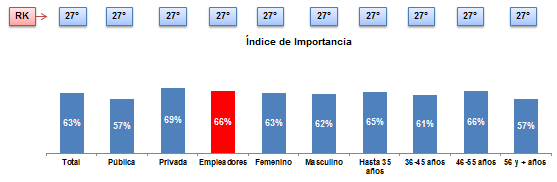 RK 27° 27° 27° 27° 27° 27° 27° 27° 27° 27°
Índice de Importancia
63% 57% 69% 66% 63% 62% 65% 61% 66% 57%
Total Pública Privada Empleadores Femenino Masculino Hasta 35 36-45 años 46-55 años 56 y + años
años